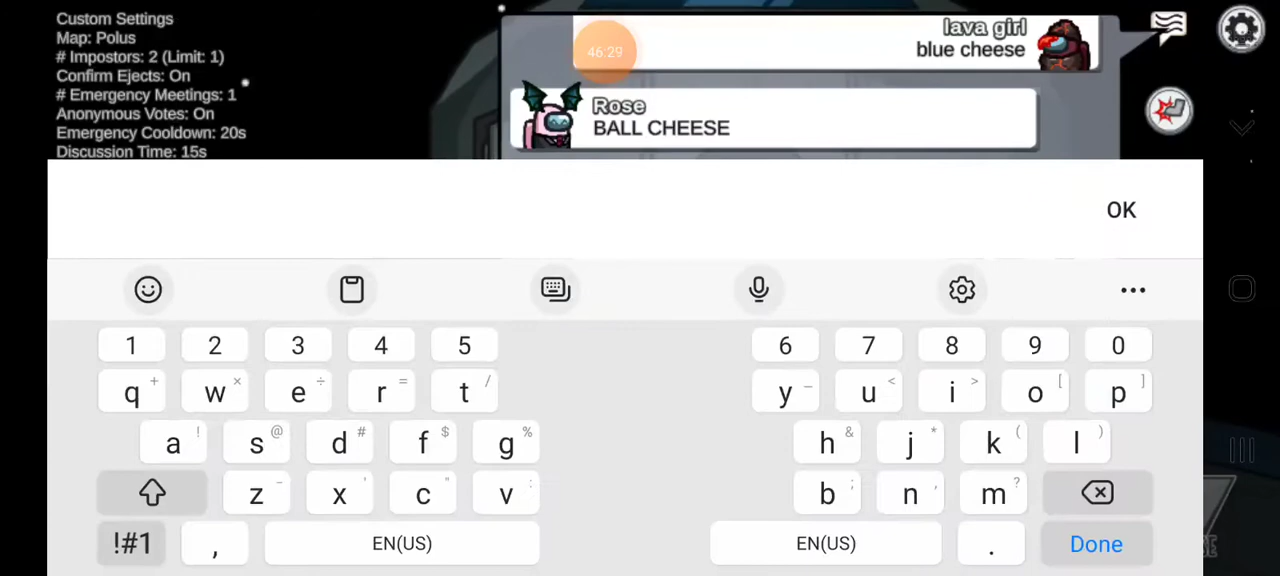 Custom Settings
Map: Polus
# Impostors: 2 (Limit: 1)
Confirm Ejects: On
# Emergency Meetings: 1
Anonymous Votes: On
Emergency Cooldown: 20s
Discussion Time: 15s
46:29
lava girl
blue cheese
Rose
BALL CHEESE
OK
1 2 3 4 5 6 7 8 9 0
q + w × e ÷ r = t / y _ u < i > o [ p ]
a ! s @ d # f $ g % h & j * k ( l )
z - x ' c " v : b ; n , m ?
!#1 , EN(US) EN(US) . Done